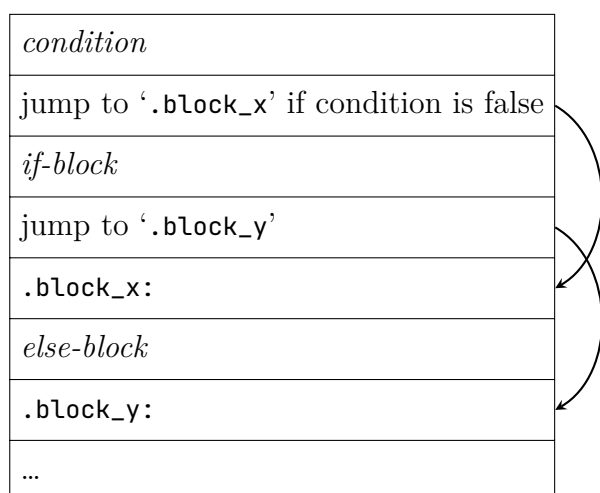 condition
jump to ‘.block_x’ if condition is false
if-block
jump to ‘.block_y’
.block_x:
else-block
.block_y:
…